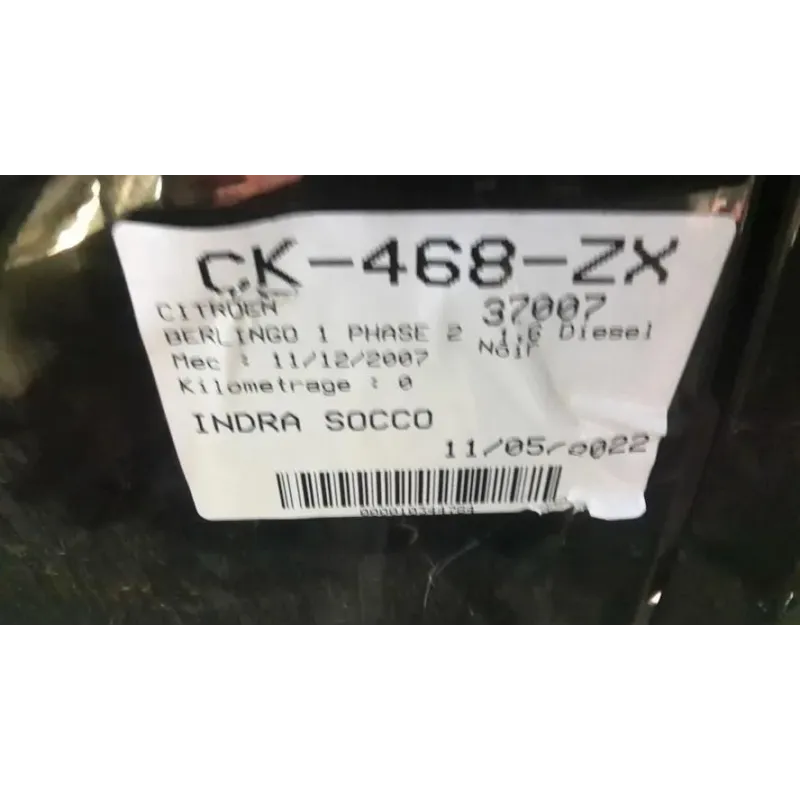 CK-468-ZX
CITROEN 37007
BERLINGO 1 PHASE 2 1.6 Diesel
Mec : 11/12/2007 Noir
Kilometrage : 0
INDRA SOCCO
11/05/2022